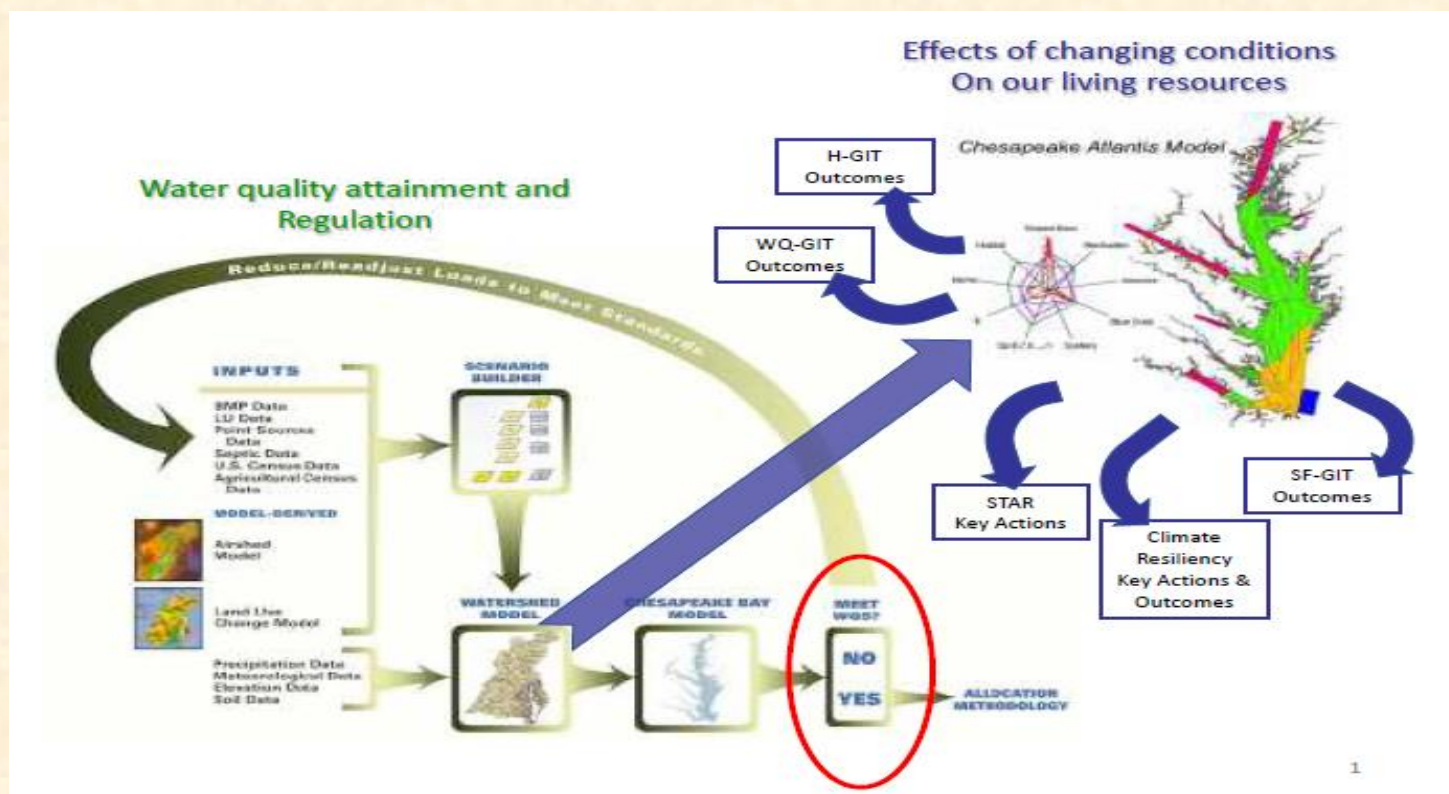 Effects of changing conditions
On our living resources
Chesapeake Atlantis Model
H-GIT
Outcomes
WQ-GIT
Outcomes
STAR
Key Actions
Climate
Resiliency
Key Actions &
Outcomes
SF-GIT
Outcomes
Water quality attainment and
Regulation
Reduce/Readjust Loads to Meet Standards
INPUTS
BMP Data
LU Data
Point Sources
Data
Septic Data
U.S. Census Data
Agricultural Census
Data
MODEL-DERIVED
Airshed
Model
Land Use
Change Model
Precipitation Data
Meteorological Data
Elevation Data
Soil Data
SCENARIO
BUILDER
WATERSHED
MODEL
CHESAPEAKE BAY
MODEL
MEET
WQS?
NO
YES
ALLOCATION
METHODOLOGY
1